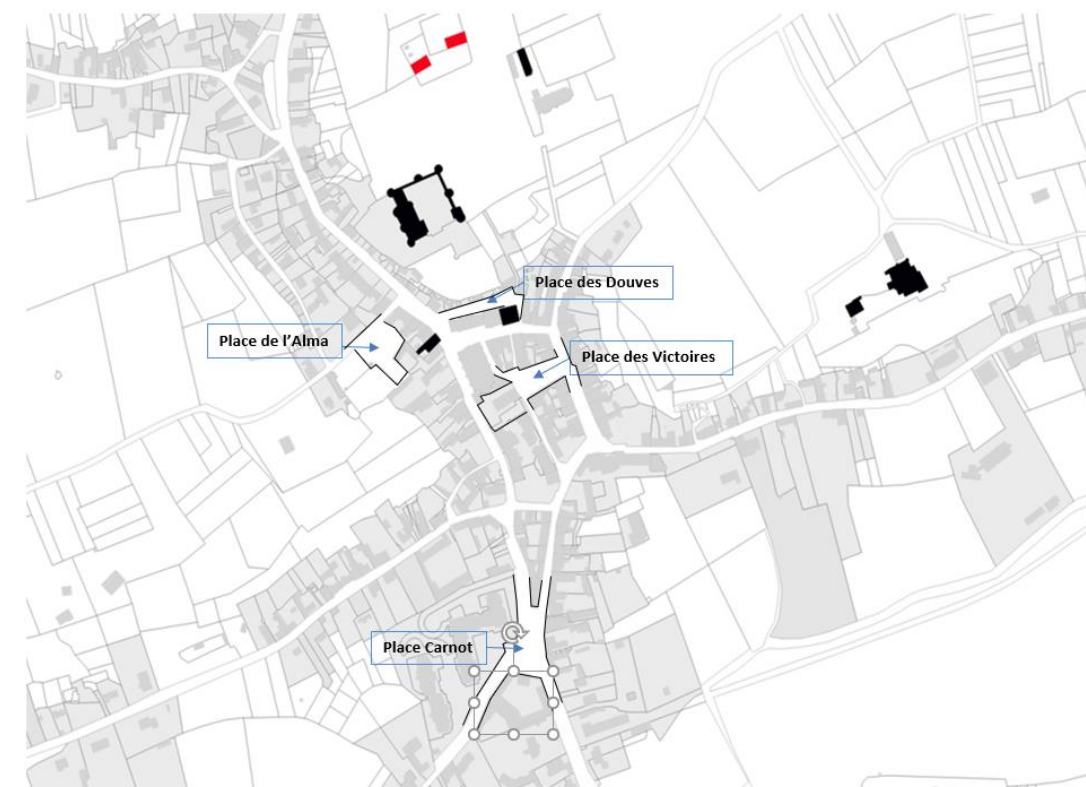 Place des Douves
Place de l’Alma
Place des Victoires
Place Carnot